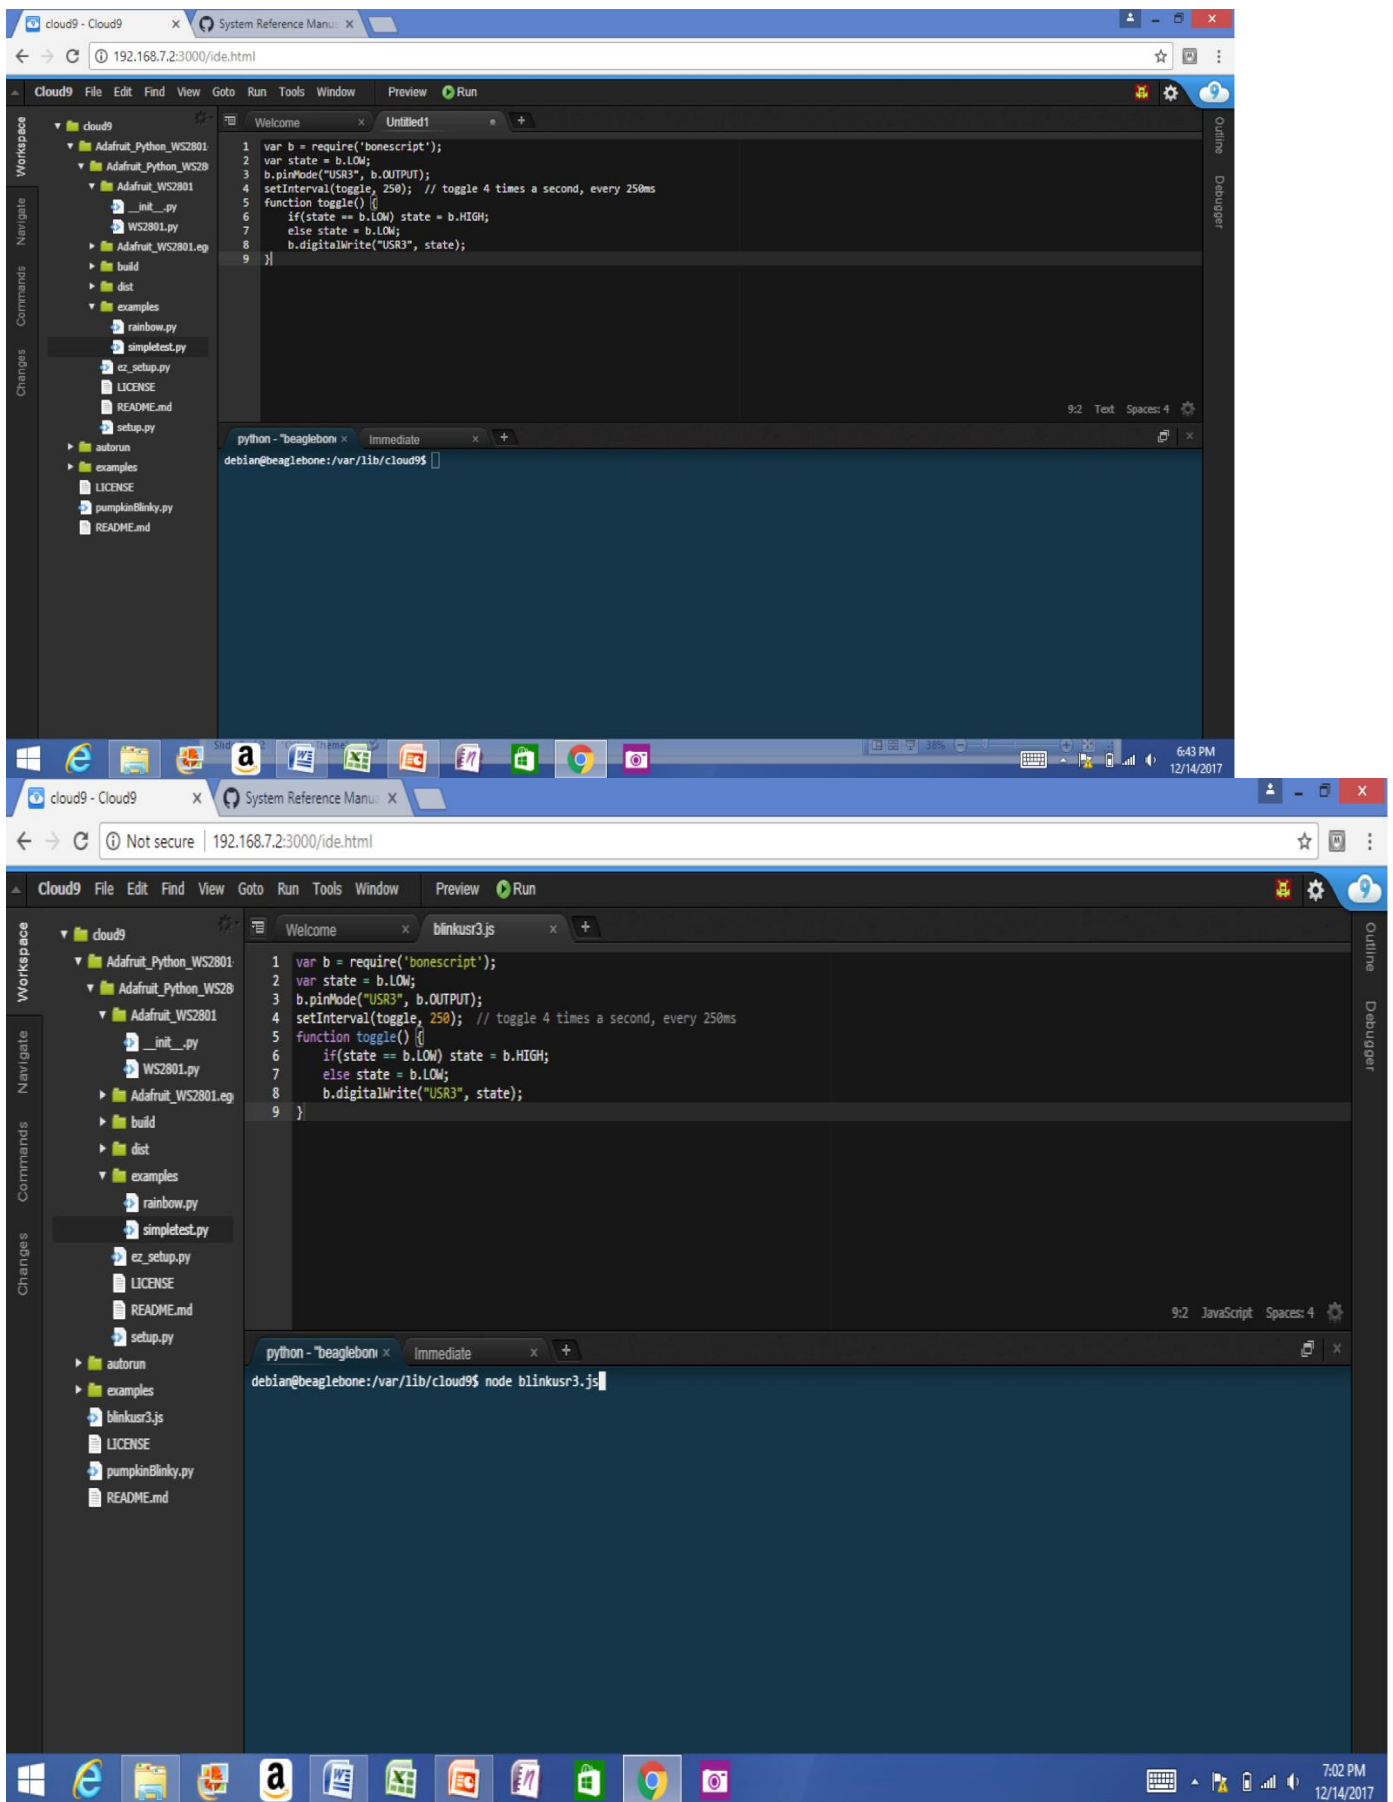 cloud9 - Cloud9
System Reference Manu
192.168.7.2:3000/ide.html
Cloud9 File Edit Find View Goto Run Tools Window Preview Run
Workspace
Navigate
Commands
Changes
cloud9
Adafruit_Python_WS2801
Adafruit_Python_WS28
Adafruit_WS2801
__init__.py
WS2801.py
Adafruit_WS2801.eg
build
dist
examples
rainbow.py
simpletest.py
ez_setup.py
LICENSE
README.md
setup.py
autorun
examples
LICENSE
pumpkinBlinky.py
README.md
Welcome
Untitled1
1 var b = require('bonescript');
2 var state = b.LOW;
3 b.pinMode("USR3", b.OUTPUT);
4 setInterval(toggle, 250); // toggle 4 times a second, every 250ms
5 function toggle() {
6 if(state == b.LOW) state = b.HIGH;
7 else state = b.LOW;
8 b.digitalWrite("USR3", state);
9 }
9:2 Text Spaces: 4
Outline
Debugger
python - "beaglebon
Immediate
debian@beaglebone:/var/lib/cloud9$
38%
6:43 PM
12/14/2017
cloud9 - Cloud9
System Reference Manu
Not secure 192.168.7.2:3000/ide.html
Cloud9 File Edit Find View Goto Run Tools Window Preview Run
Workspace
Navigate
Commands
Changes
cloud9
Adafruit_Python_WS2801
Adafruit_Python_WS28
Adafruit_WS2801
__init__.py
WS2801.py
Adafruit_WS2801.eg
build
dist
examples
rainbow.py
simpletest.py
ez_setup.py
LICENSE
README.md
setup.py
autorun
examples
blinkusr3.js
LICENSE
pumpkinBlinky.py
README.md
Welcome
blinkusr3.js
1 var b = require('bonescript');
2 var state = b.LOW;
3 b.pinMode("USR3", b.OUTPUT);
4 setInterval(toggle, 250); // toggle 4 times a second, every 250ms
5 function toggle() {
6 if(state == b.LOW) state = b.HIGH;
7 else state = b.LOW;
8 b.digitalWrite("USR3", state);
9 }
9:2 JavaScript Spaces: 4
Outline
Debugger
python - "beaglebon
Immediate
debian@beaglebone:/var/lib/cloud9$ node blinkusr3.js
7:02 PM
12/14/2017